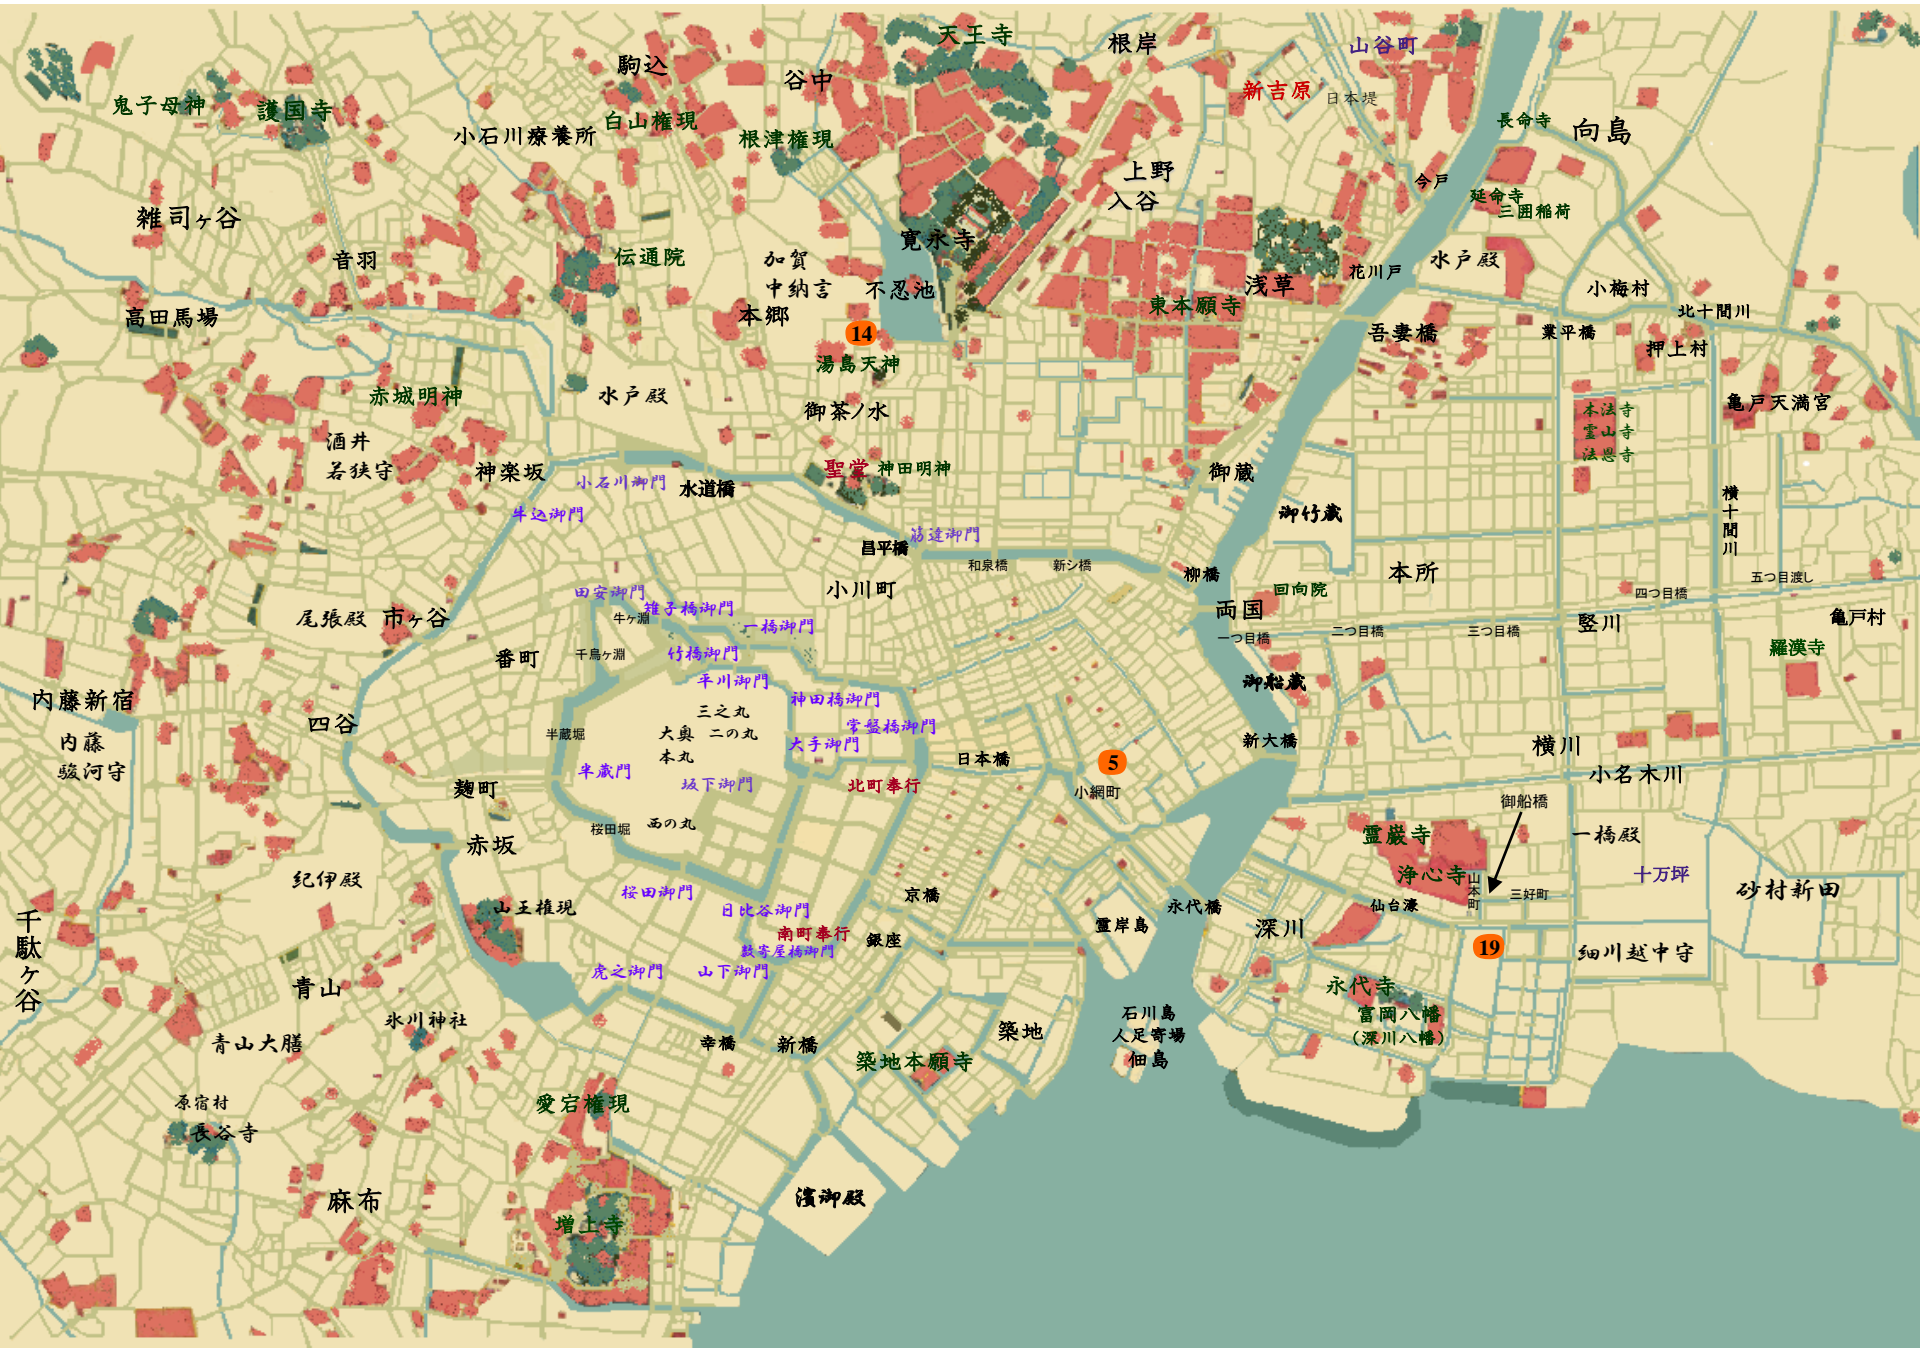 天王寺
根岸
山谷町
駒込
谷中
新吉原
日本堤
鬼子母神
護国寺
小石川療養所
白山権現
根津権現
長命寺
向島
上野
入谷
今戸
延命寺
三囲稲荷
雑司ヶ谷
音羽
伝通院
加賀
中納言
本郷
寛永寺
不忍池
浅草
東本願寺
花川戸
水戸殿
小梅村
北十間川
高田馬場
14
湯島天神
吾妻橋
業平橋
押上村
赤城明神
水戸殿
御茶ノ水
本法寺
霊山寺
法恩寺
亀戸天満宮
酒井
若狭守
神楽坂
小石川御門
水道橋
聖堂
神田明神
御蔵
御竹蔵
横十間川
牛込御門
昌平橋
筋違御門
和泉橋
新シ橋
柳橋
本所
五つ目渡し
田安御門
雉子橋御門
小川町
回向院
四つ目橋
尾張殿
市ヶ谷
牛ヶ淵
一橋御門
両国
一つ目橋
二つ目橋
三つ目橋
竪川
亀戸村
番町
千鳥ヶ淵
竹橋御門
羅漢寺
平川御門
御船蔵
内藤新宿
神田橋御門
四谷
三之丸
常盤橋御門
内藤
駿河守
半蔵堀
大奥
二の丸
大手御門
新大橋
横川
本丸
日本橋
5
半蔵門
坂下御門
北町奉行
小名木川
麹町
小網町
御船橋
桜田堀
西の丸
赤坂
霊巌寺
一橋殿
紀伊殿
浄心寺
十万坪
桜田御門
京橋
山本町
三好町
砂村新田
千駄ヶ谷
山王権現
日比谷御門
永代橋
仙台濠
南町奉行
銀座
霊岸島
深川
19
数寄屋橋御門
細川越中守
虎之御門
山下御門
青山
永代寺
氷川神社
石川島
人足寄場
佃島
富岡八幡
(深川八幡)
青山大膳
幸橋
新橋
築地
築地本願寺
原宿村
愛宕権現
長谷寺
麻布
濱御殿
増上寺